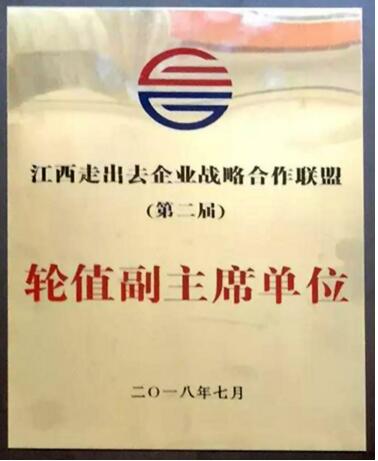 江西走出去企业战略合作联盟
(第二届)
轮值副主席单位
二〇一八年七月